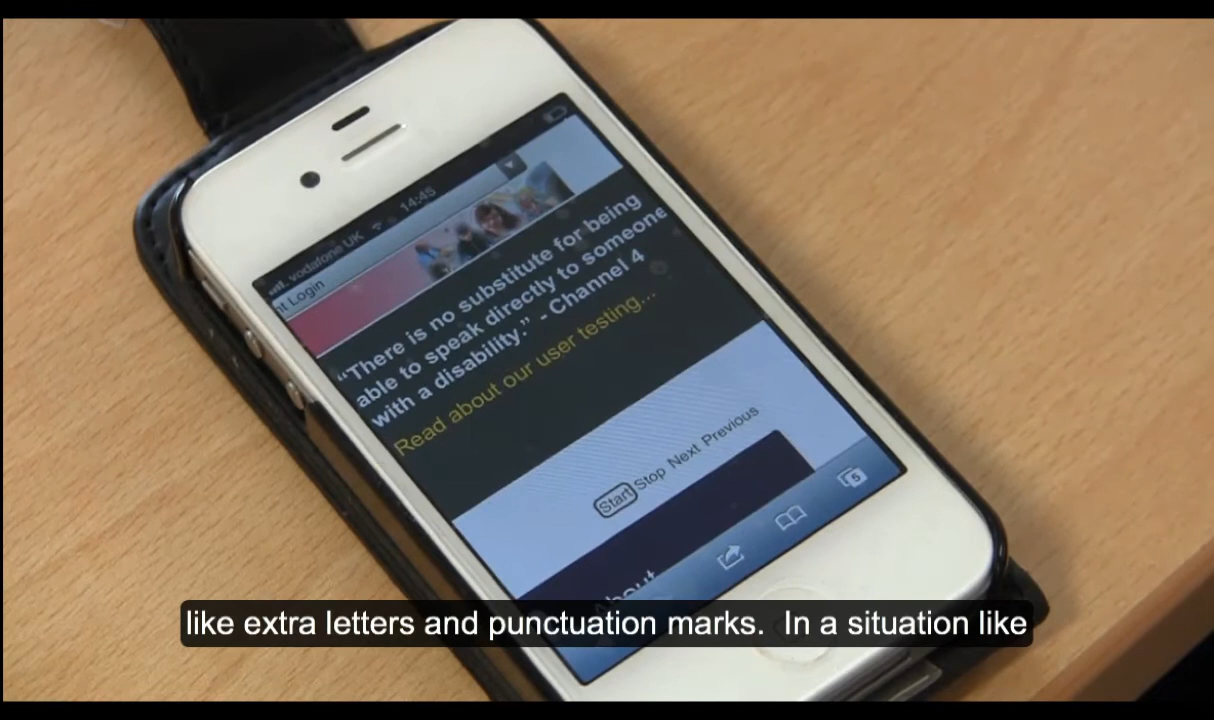 vodafone UK 14:45
nt Login
“There is no substitute for being
able to speak directly to someone
with a disability.” - Channel 4
Read about our user testing...
Start Stop Next Previous
About
5
like extra letters and punctuation marks.  In a situation like